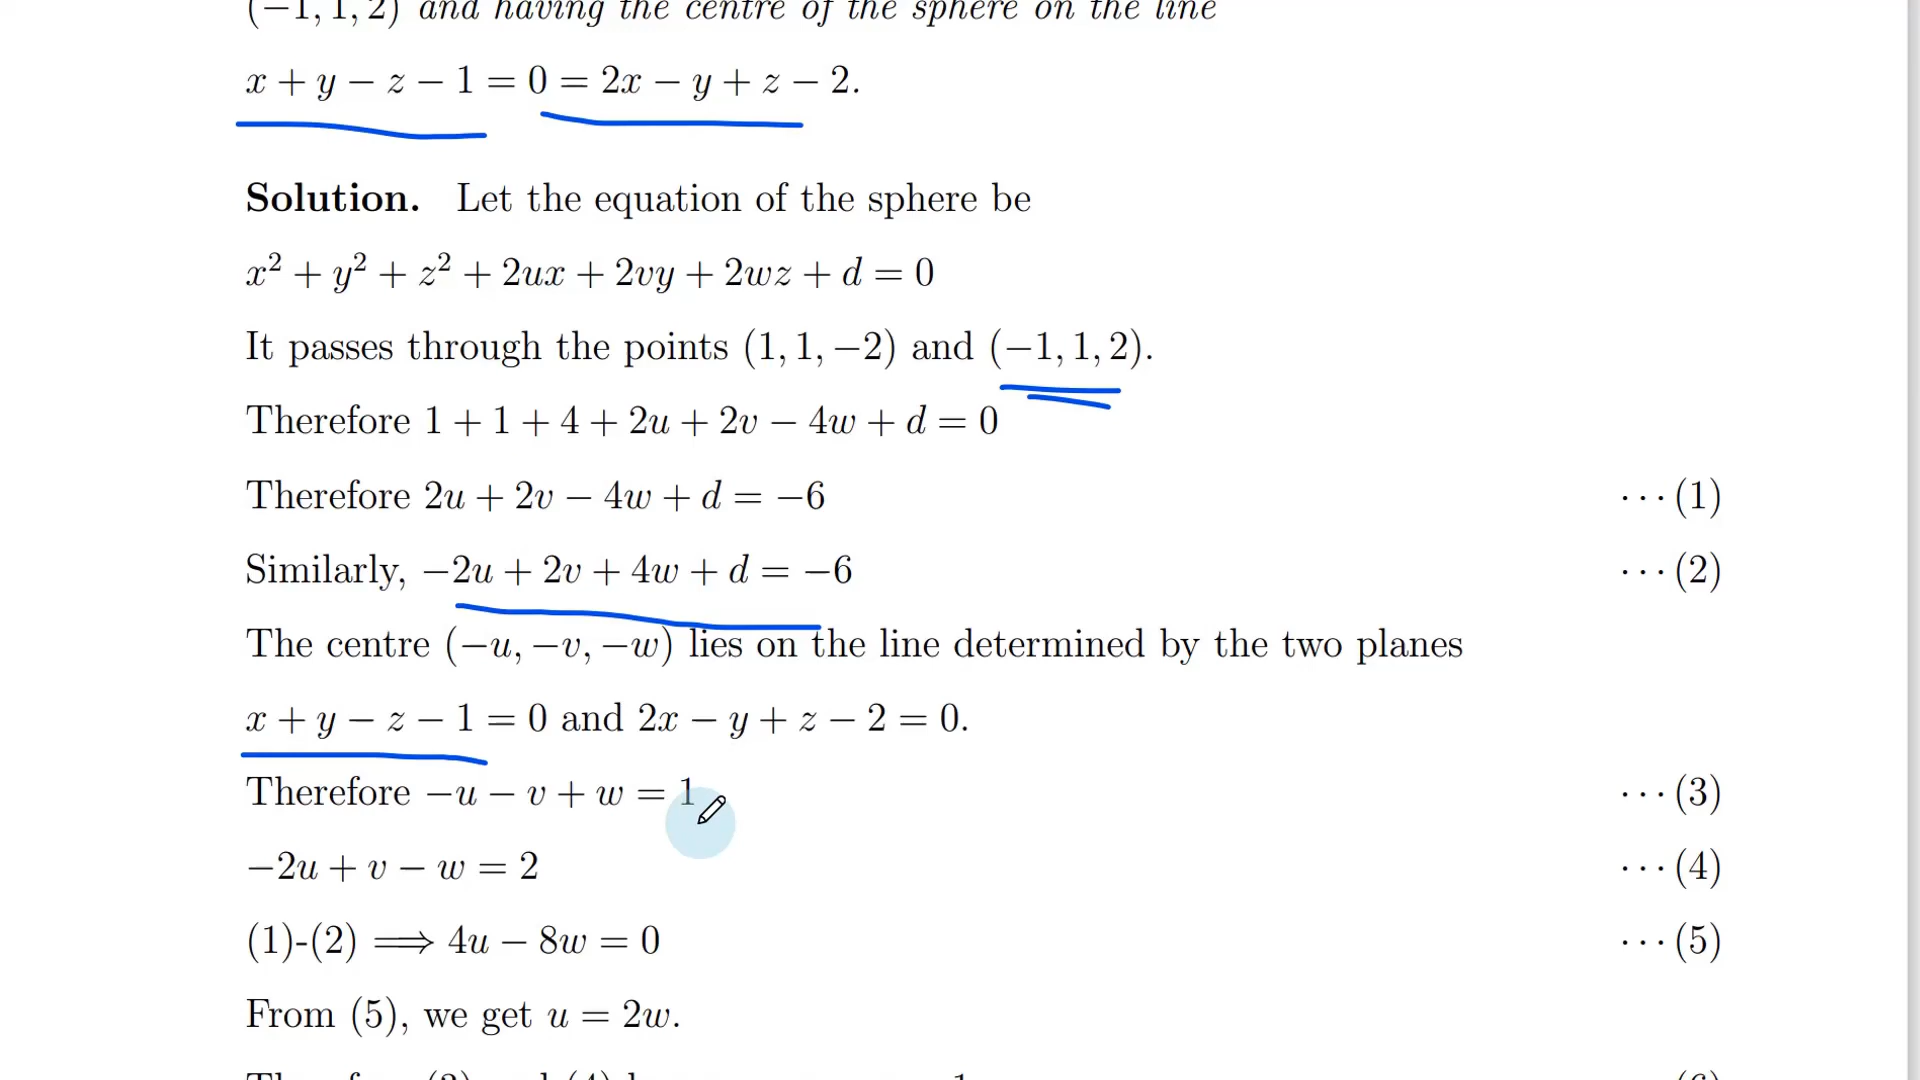 (−1, 1, 2) and having the centre of the sphere on the line
x + y − z − 1 = 0 = 2x − y + z − 2.
Solution. Let the equation of the sphere be
x² + y² + z² + 2ux + 2vy + 2wz + d = 0
It passes through the points (1, 1, −2) and (−1, 1, 2).
Therefore 1 + 1 + 4 + 2u + 2v − 4w + d = 0
Therefore 2u + 2v − 4w + d = −6 ···(1)
Similarly, −2u + 2v + 4w + d = −6 ···(2)
The centre (−u, −v, −w) lies on the line determined by the two planes
x + y − z − 1 = 0 and 2x − y + z − 2 = 0.
Therefore −u − v + w = 1 ···(3)
−2u + v − w = 2 ···(4)
(1)-(2) ⟹ 4u − 8w = 0 ···(5)
From (5), we get u = 2w.